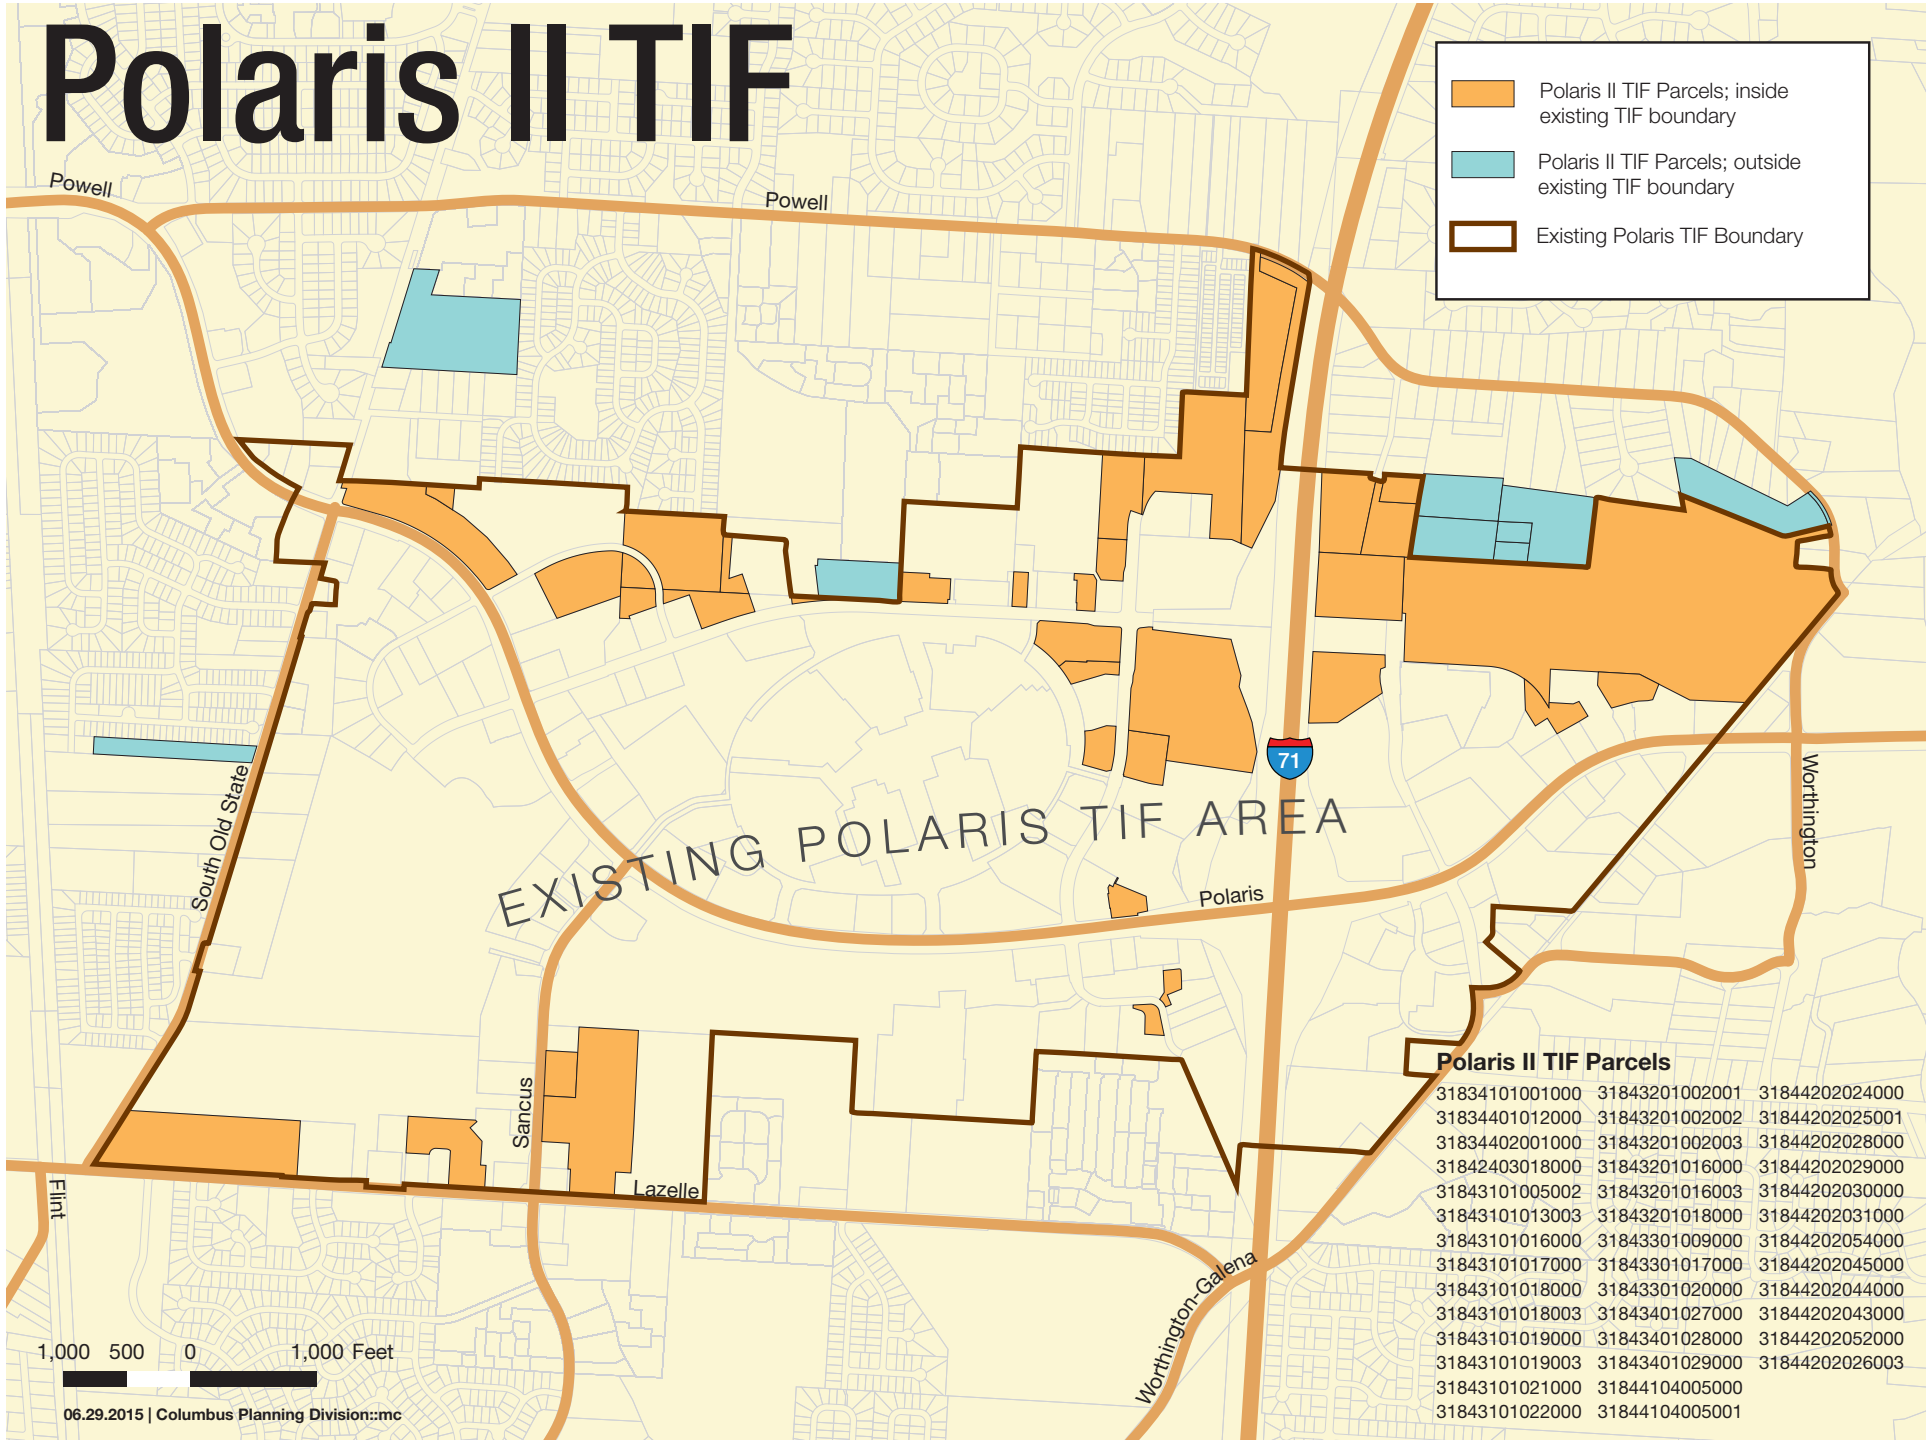 Polaris II TIF
Polaris II TIF Parcels; inside
existing TIF boundary
Polaris II TIF Parcels; outside
existing TIF boundary
Existing Polaris TIF Boundary
Powell
Powell
71
EXISTING POLARIS TIF AREA
South Old State
Worthington
Polaris
Sancus
Lazelle
Flint
Worthington-Galena
Polaris II TIF Parcels
31834101001000 31843201002001 31844202024000
31834401012000 31843201002002 31844202025001
31834402001000 31843201002003 31844202028000
31842403018000 31843201016000 31844202029000
31843101005002 31843201016003 31844202030000
31843101013003 31843201018000 31844202031000
31843101016000 31843301009000 31844202054000
31843101017000 31843301017000 31844202045000
31843101018000 31843301020000 31844202044000
31843101018003 31843401027000 31844202043000
31843101019000 31843401028000 31844202052000
31843101019003 31843401029000 31844202026003
31843101021000 31844104005000
31843101022000 31844104005001
1,000 500 0 1,000 Feet
06.29.2015 | Columbus Planning Division::mc